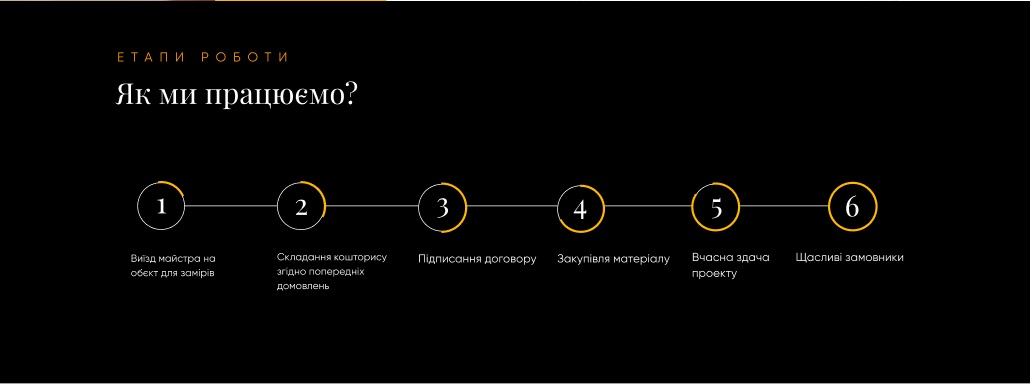 ЕТАПИ РОБОТИ
Як ми працюємо?
1
2
3
4
5
6
Виїзд майстра на
обєкт для замірів
Складання кошторису
згідно попередніх
домовлень
Підписання договору
Закупівля матеріалу
Вчасна здача
проекту
Щасливі замовники